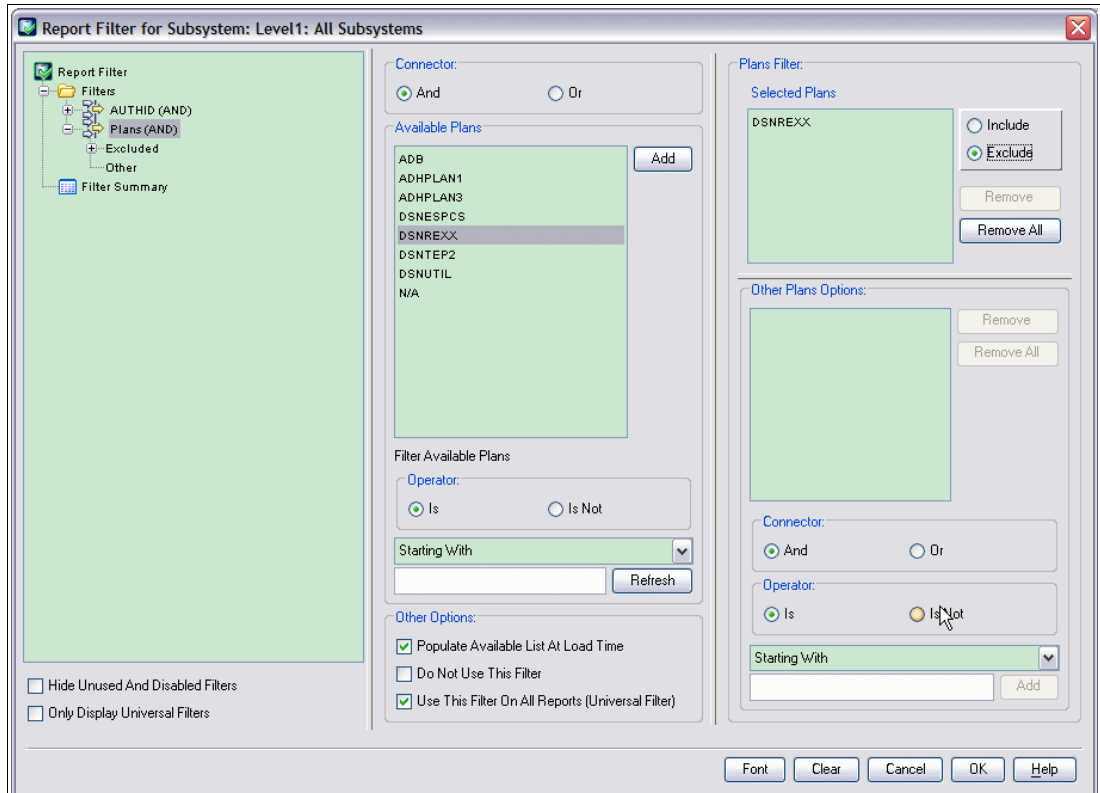 Report Filter for Subsystem: Level1: All Subsystems
Report Filter
Filters
AUTHID (AND)
Plans (AND)
Excluded
Other
Filter Summary
Hide Unused And Disabled Filters
Only Display Universal Filters
Connector:
And
Or
Available Plans
ADB
ADHPLAN1
ADHPLAN3
DSNESPCS
DSNREXX
DSNTEP2
DSNUTIL
N/A
Add
Filter Available Plans
Operator:
Is
Is Not
Starting With
Refresh
Other Options:
Populate Available List At Load Time
Do Not Use This Filter
Use This Filter On All Reports (Universal Filter)
Plans Filter:
Selected Plans
DSNREXX
Include
Exclude
Remove
Remove All
Other Plans Options:
Remove
Remove All
Connector:
And
Or
Operator:
Is
Is Not
Starting With
Add
Font
Clear
Cancel
OK
Help